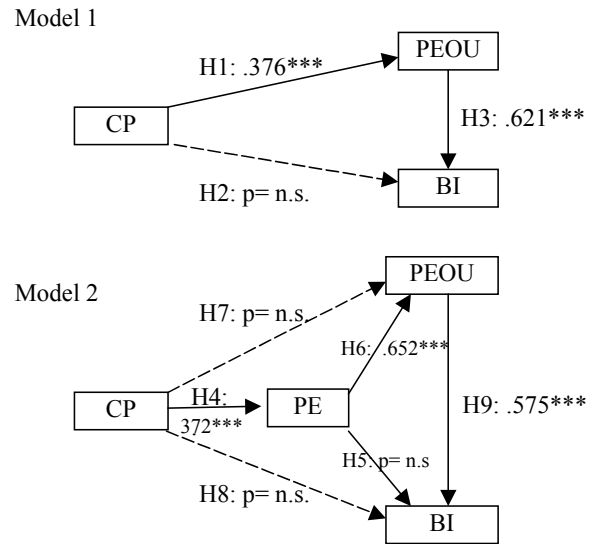 Model 1
PEOU
H1: .376***
CP
H3: .621***
BI
H2: p= n.s.
PEOU
Model 2
H7: p= n.s.
H6: .652***
CP
H4:
372***
PE
H9: .575***
H5: p= n.s
H8: p= n.s.
BI